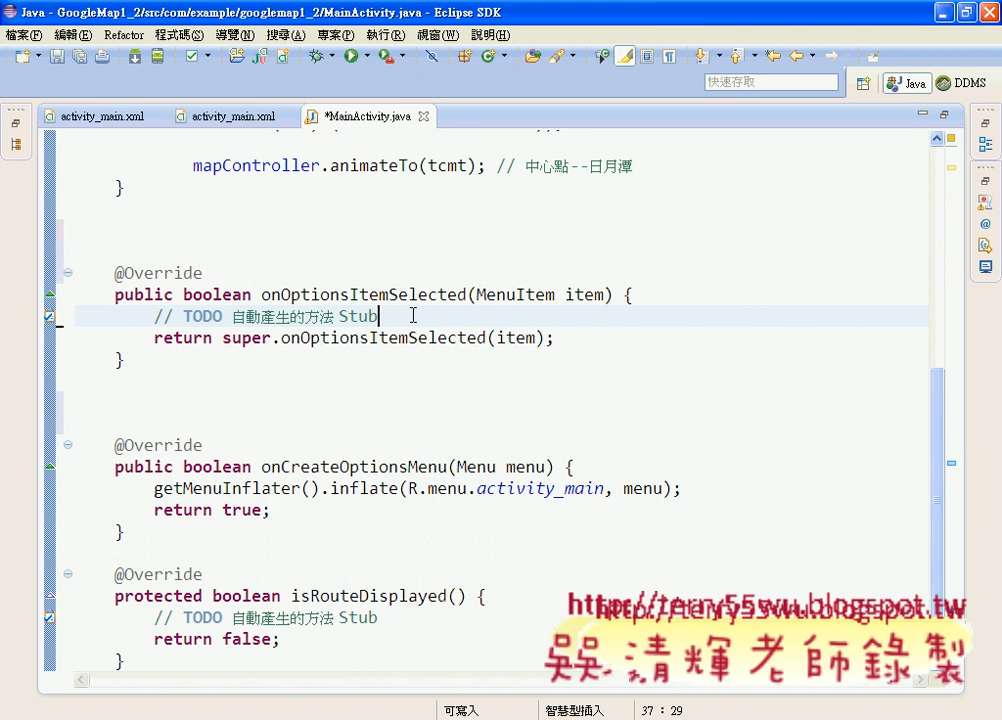 Java - GoogleMap1_2/src/com/example/googlemap1_2/MainActivity.java - Eclipse SDK
檔案(F) 編輯(E) Refactor 程式碼(S) 導覽(N) 搜尋(A) 專案(P) 執行(R) 視窗(W) 說明(H)
快速存取
Java
DDMS
activity_main.xml
activity_main.xml
*MainActivity.java
mapController.animateTo(tcmt); // 中心點--日月潭
}
@Override
public boolean onOptionsItemSelected(MenuItem item) {
// TODO 自動產生的方法 Stub
return super.onOptionsItemSelected(item);
}
@Override
public boolean onCreateOptionsMenu(Menu menu) {
getMenuInflater().inflate(R.menu.activity_main, menu);
return true;
}
@Override
protected boolean isRouteDisplayed() {
// TODO 自動產生的方法 Stub
return false;
}
http://terry55wu.blogspot.tw
吳清輝老師錄製
可寫入
智慧型插入
37 : 29